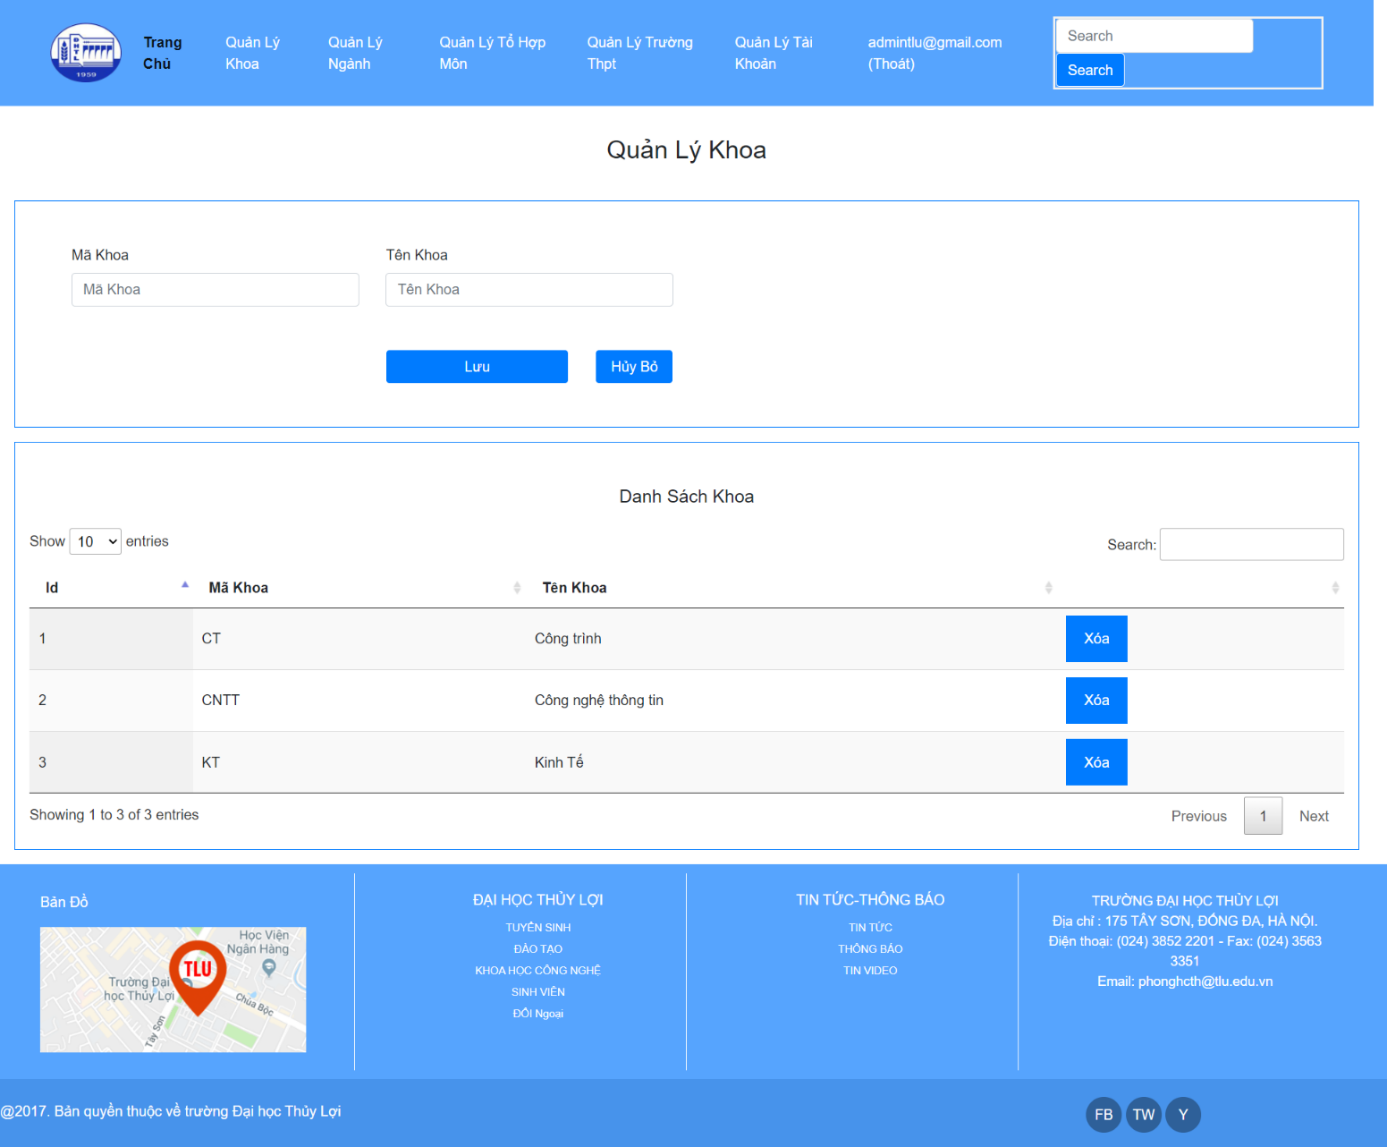 1959
Trang Chủ
Quản Lý Khoa
Quản Lý Ngành
Quản Lý Tổ Hợp Môn
Quản Lý Trường Thpt
Quản Lý Tài Khoản
admintlu@gmail.com (Thoát)
Search
Search
Quản Lý Khoa
Mã Khoa
Tên Khoa
Mã Khoa
Tên Khoa
Lưu
Hủy Bỏ
Danh Sách Khoa
Show 10 entries
Search:
Id Mã Khoa Tên Khoa
1 CT Công trình Xóa
2 CNTT Công nghệ thông tin Xóa
3 KT Kinh Tế Xóa
Showing 1 to 3 of 3 entries
Previous 1 Next
Bản Đồ
Học Viện
Ngân Hàng
TLU
Trường Đại
học Thủy Lợi
Chùa Bộc
Tây Sơn
ĐẠI HỌC THỦY LỢI
TUYỂN SINH
ĐÀO TẠO
KHOA HỌC CÔNG NGHỆ
SINH VIÊN
ĐỐI Ngoại
TIN TỨC-THÔNG BÁO
TIN TỨC
THÔNG BÁO
TIN VIDEO
TRƯỜNG ĐẠI HỌC THỦY LỢI
Địa chỉ : 175 TÂY SƠN, ĐỐNG ĐA, HÀ NỘI.
Điện thoại: (024) 3852 2201 - Fax: (024) 3563
3351
Email: phonghcth@tlu.edu.vn
@2017. Bản quyền thuộc về trường Đại học Thủy Lợi
FB TW Y